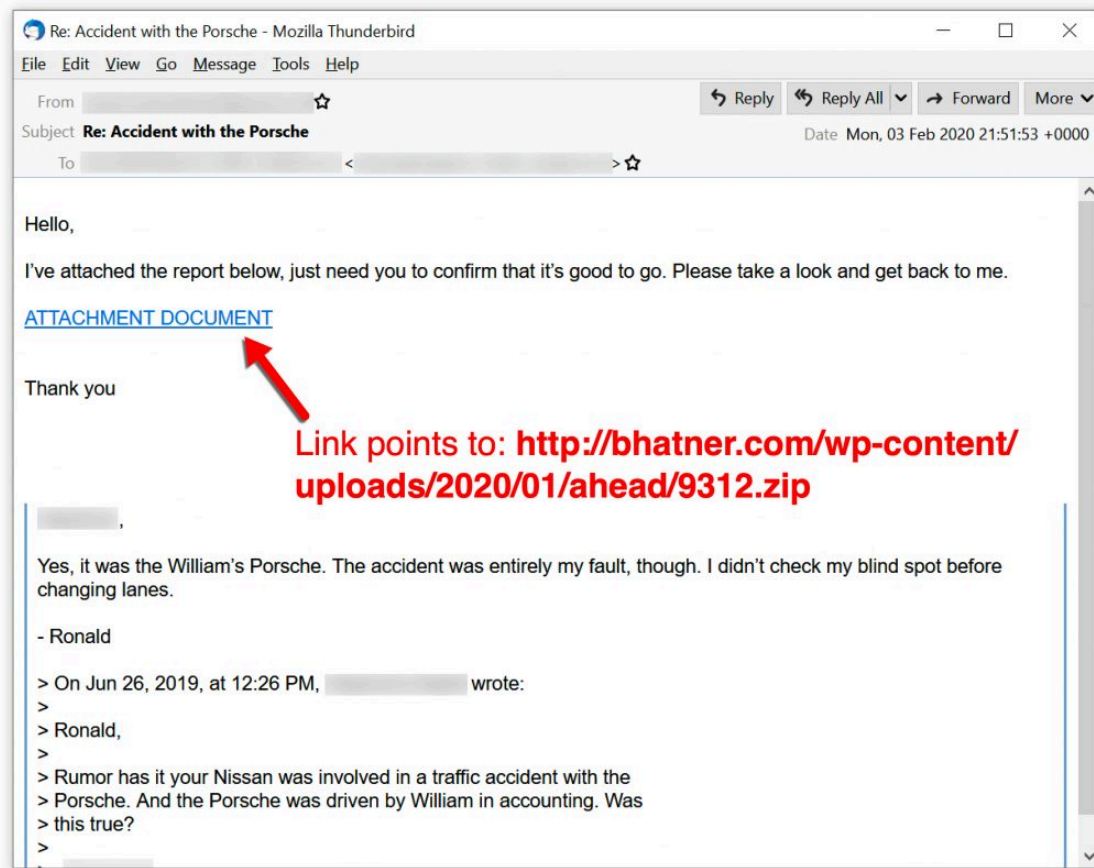 Re: Accident with the Porsche - Mozilla Thunderbird
File Edit View Go Message Tools Help
From
Reply Reply All Forward More
Subject Re: Accident with the Porsche
Date Mon, 03 Feb 2020 21:51:53 +0000
To < >
Hello,
I've attached the report below, just need you to confirm that it's good to go. Please take a look and get back to me.
ATTACHMENT DOCUMENT
Thank you
Link points to: http://bhatner.com/wp-content/
uploads/2020/01/ahead/9312.zip
,
Yes, it was the William's Porsche. The accident was entirely my fault, though. I didn't check my blind spot before
changing lanes.
- Ronald
> On Jun 26, 2019, at 12:26 PM, wrote:
>
> Ronald,
>
> Rumor has it your Nissan was involved in a traffic accident with the
> Porsche. And the Porsche was driven by William in accounting. Was
> this true?
>
>